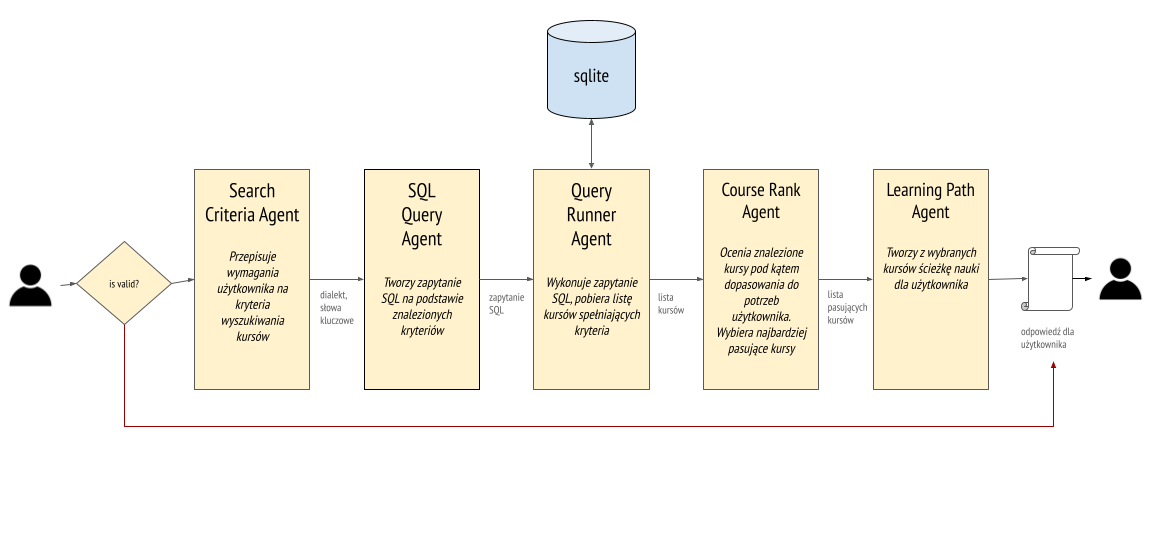 sqlite
is valid?
Search
Criteria Agent
Przepisuje
wymagania
użytkownika na
kryteria
wyszukiwania
kursów
dialekt,
słowa
kluczowe
SQL
Query
Agent
Tworzy zapytanie
SQL na podstawie
znalezionych
kryteriów
zapytanie
SQL
Query
Runner
Agent
Wykonuje zapytanie
SQL, pobiera listę
kursów spełniających
kryteria
lista
kursów
Course Rank
Agent
Ocenia znalezione
kursy pod kątem
dopasowania do
potrzeb
użytkownika.
Wybiera najbardziej
pasujące kursy
lista
pasujących
kursów
Learning Path
Agent
Tworzy z wybranych
kursów ścieżkę nauki
dla użytkownika
odpowiedź dla
użytkownika